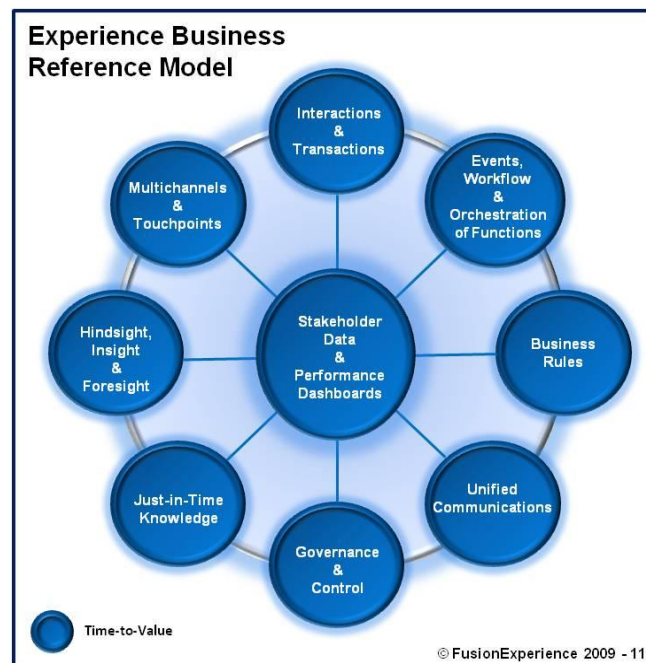 Experience Business
Reference Model
Interactions
&
Transactions
Events,
Workflow
&
Orchestration
of Functions
Business
Rules
Unified
Communications
Governance
&
Control
Just-in-Time
Knowledge
Hindsight,
Insight
&
Foresight
Multichannels
&
Touchpoints
Stakeholder
Data
&
Performance
Dashboards
Time-to-Value
© FusionExperience 2009 - 11